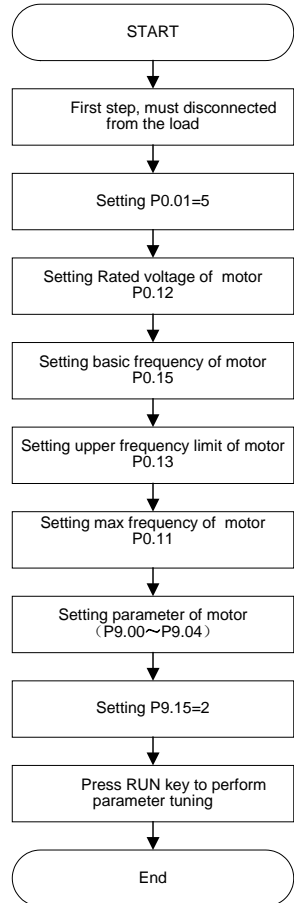 START
First step, must disconnected
from the load
Setting P0.01=5
Setting Rated voltage of motor
P0.12
Setting basic frequency of motor
P0.15
Setting upper frequency limit of motor
P0.13
Setting max frequency of motor
P0.11
Setting parameter of motor
（P9.00～P9.04）
Setting P9.15=2
Press RUN key to perform
parameter tuning
End